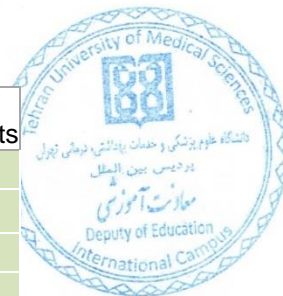 Tehran University of Medical Sciences
دانشگاه علوم پزشکی و خدمات بهداشتی، درمانی تهران
پردیس بین الملل
معاونت آموزشی
Deputy of Education
International Campus
ts